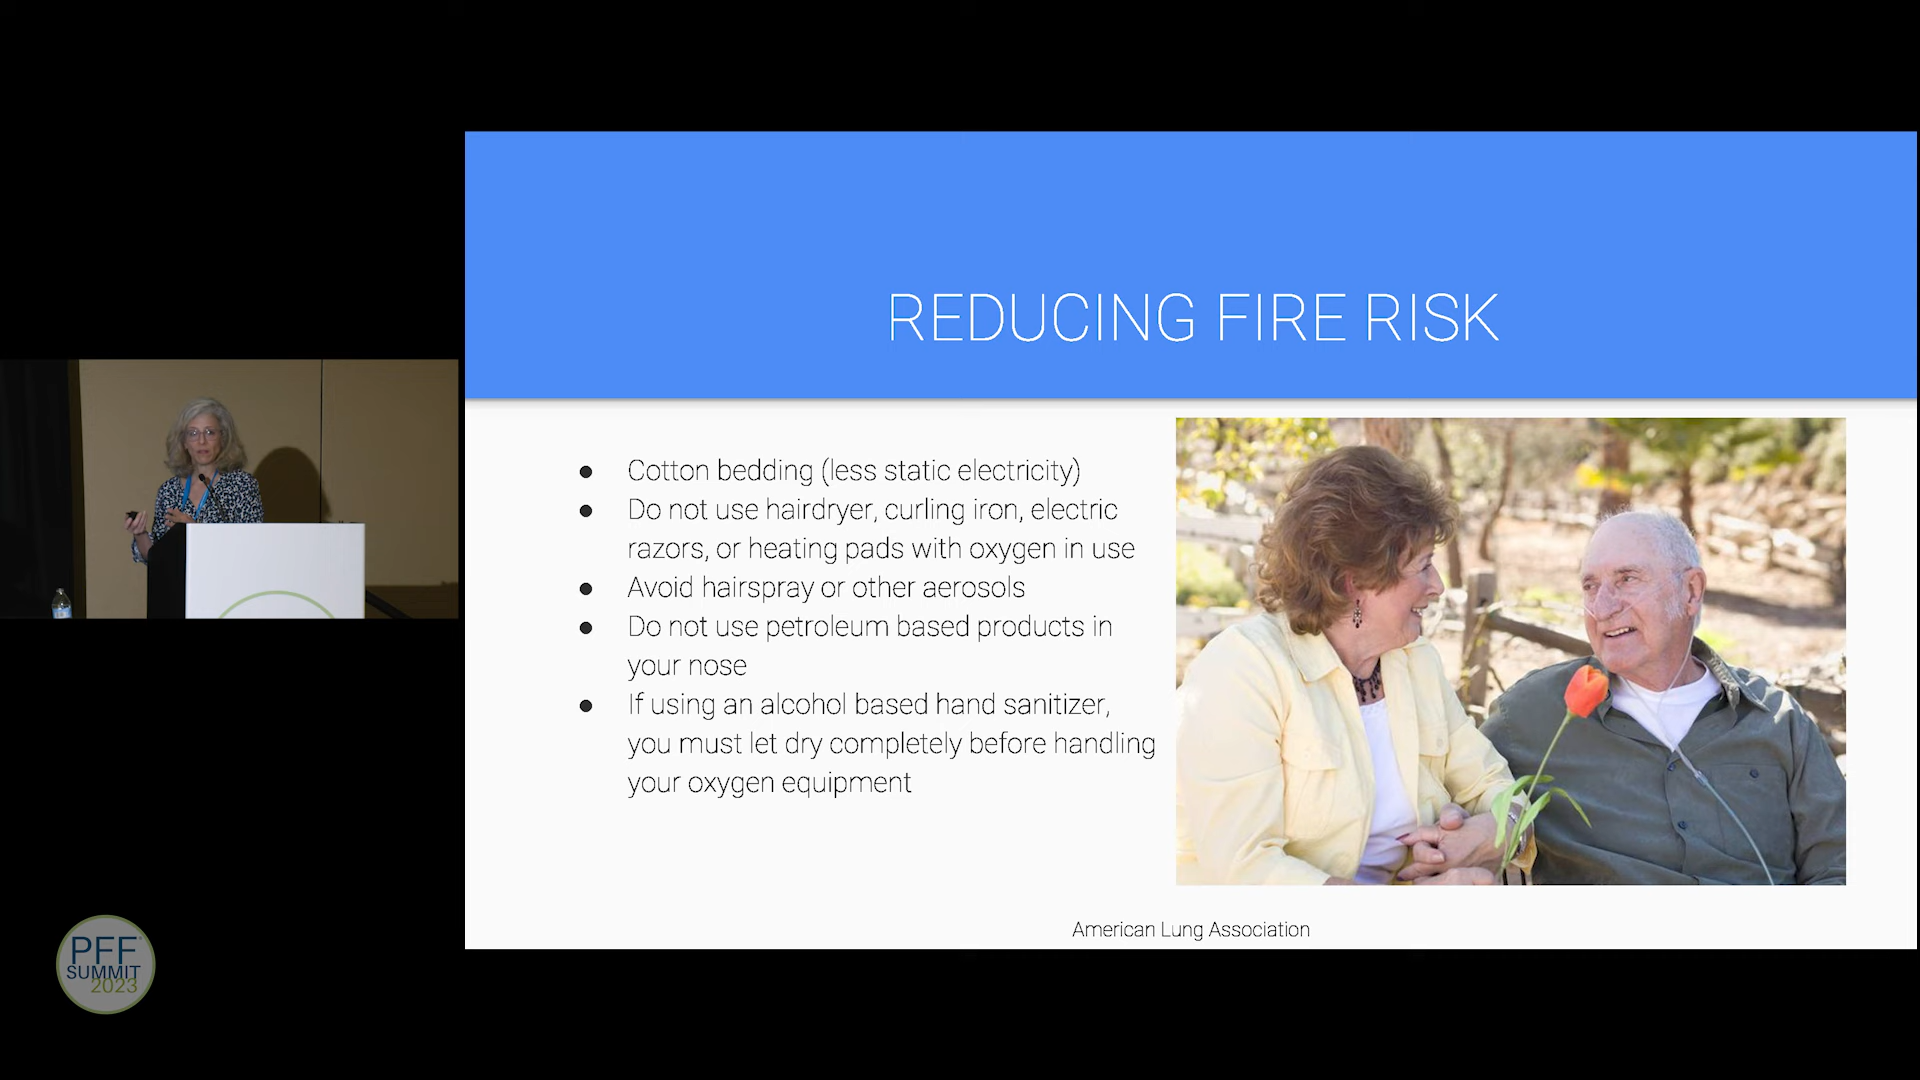 REDUCING FIRE RISK
● Cotton bedding (less static electricity)
● Do not use hairdryer, curling iron, electric
razors, or heating pads with oxygen in use
● Avoid hairspray or other aerosols
● Do not use petroleum based products in
your nose
● If using an alcohol based hand sanitizer,
you must let dry completely before handling
your oxygen equipment
American Lung Association
PFF
SUMMIT
2023